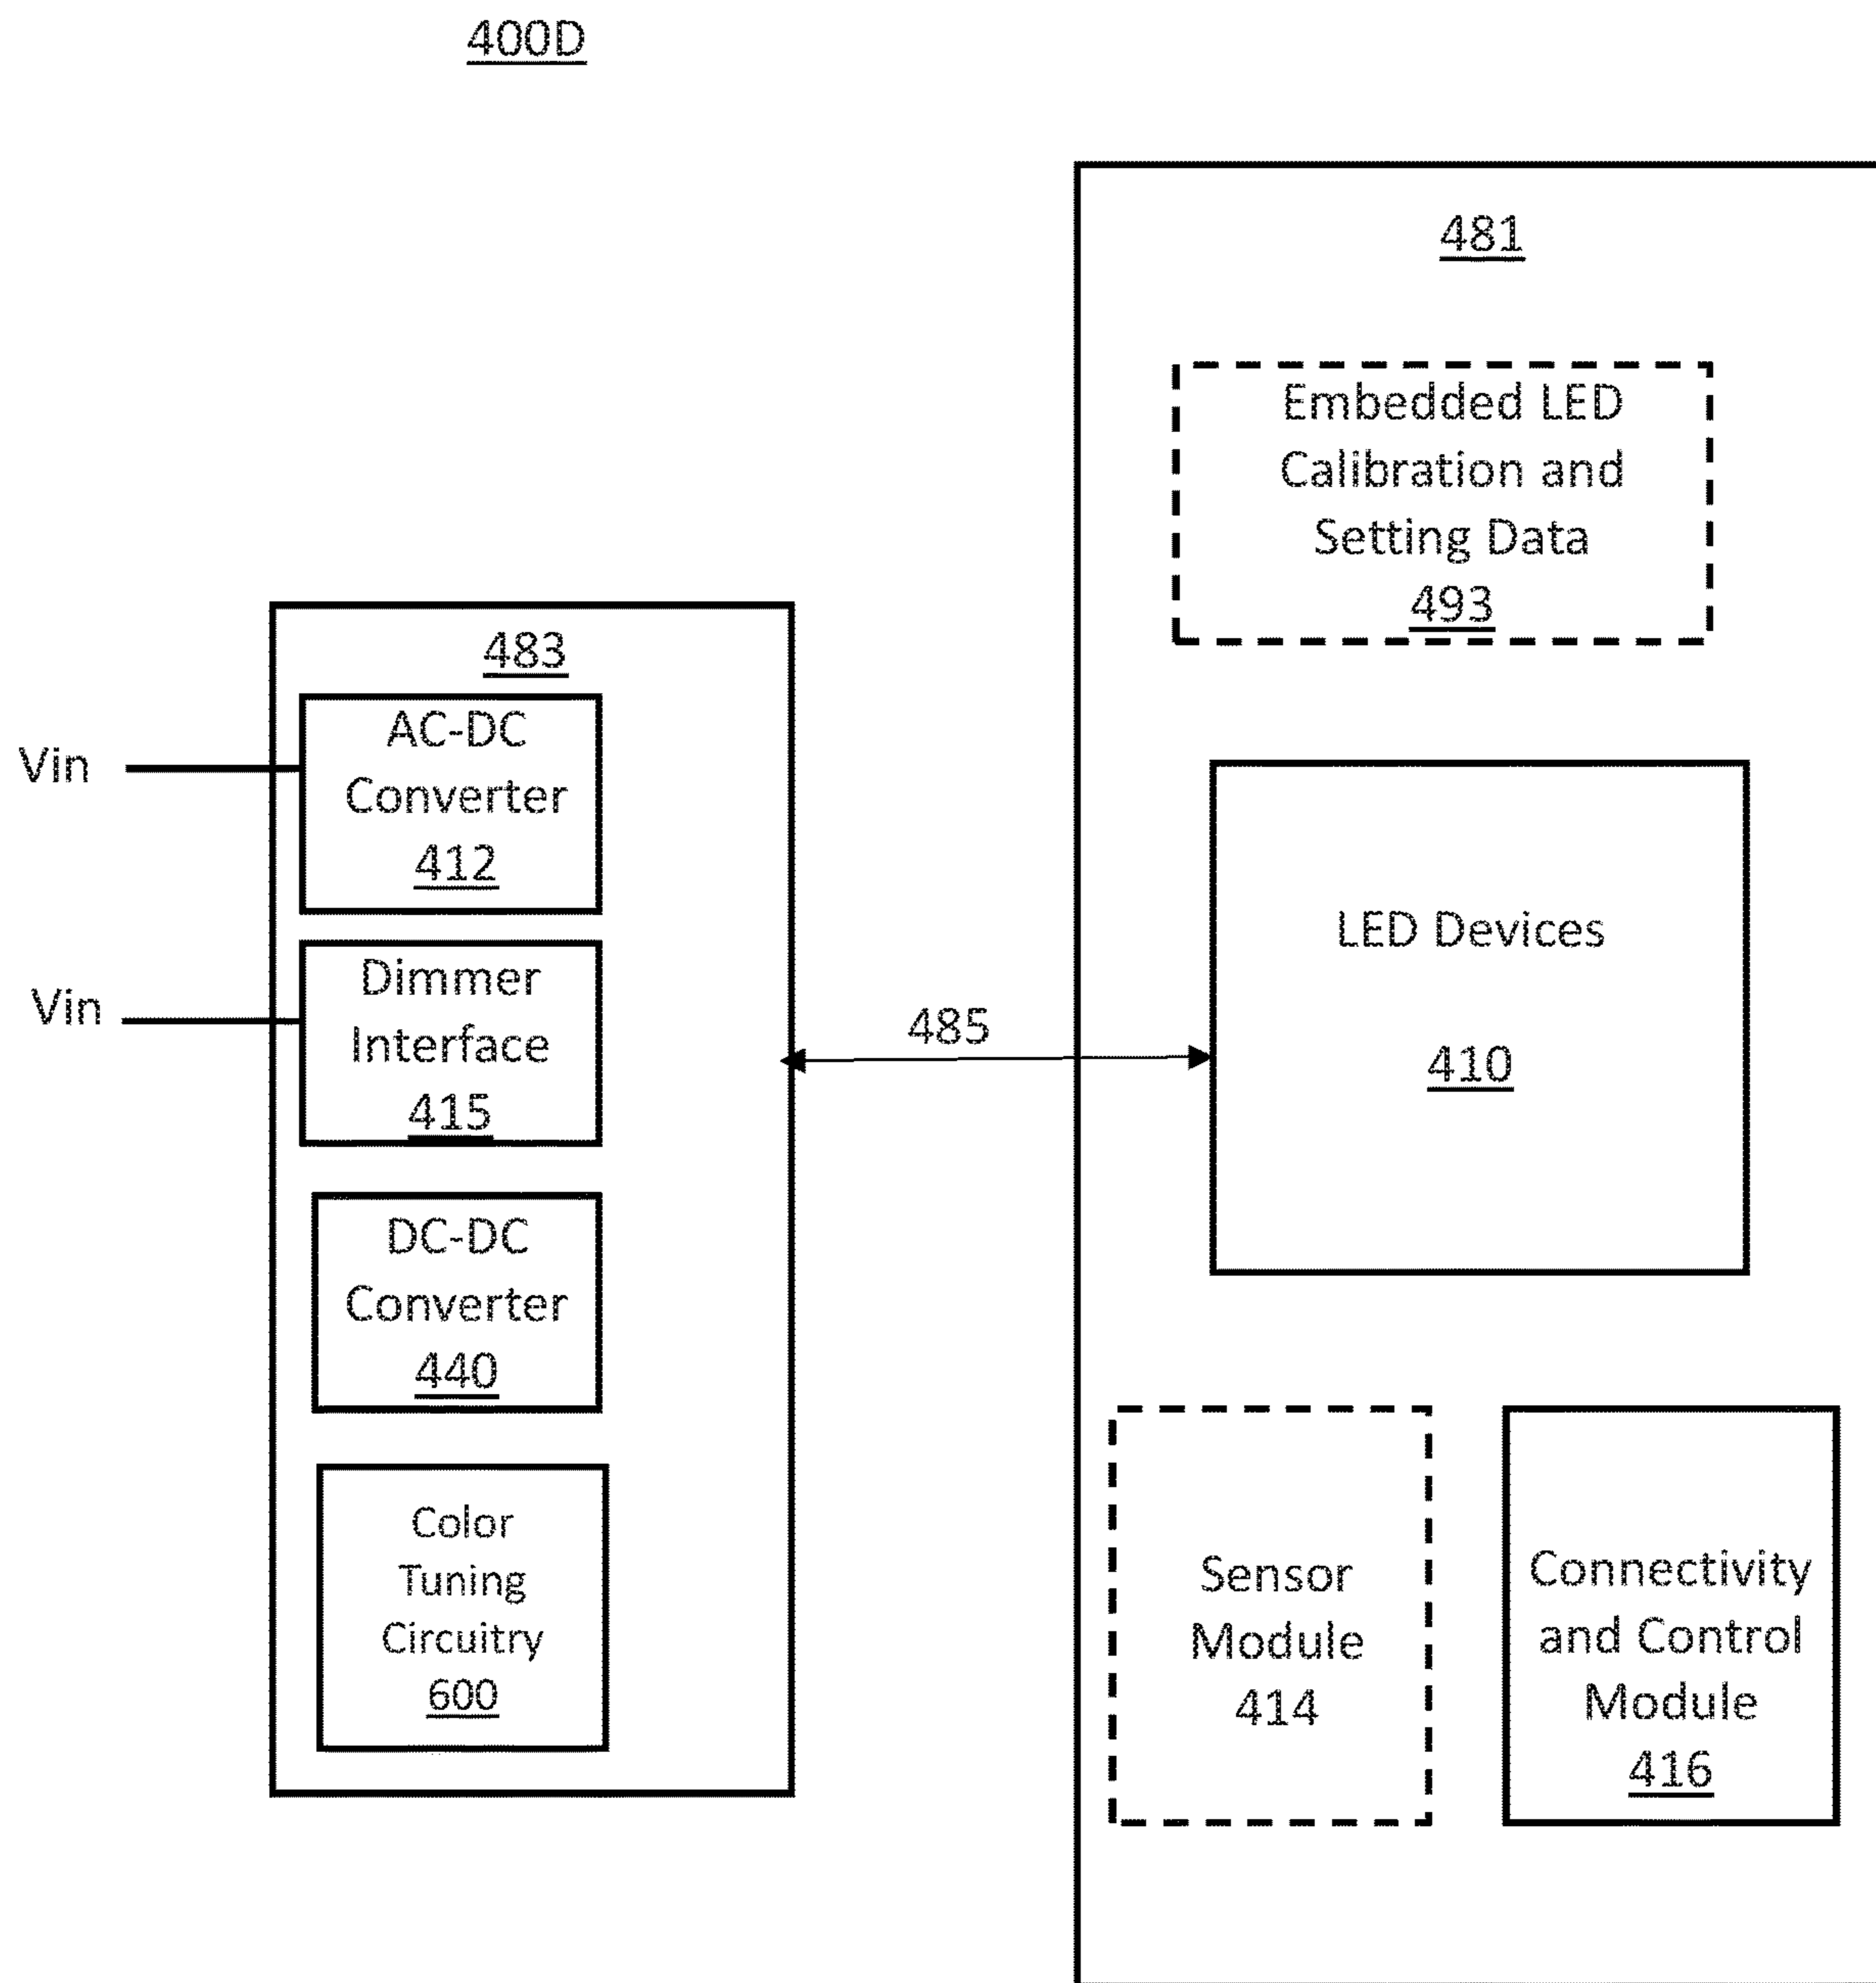 400D
481
Embedded LED
Calibration and
Setting Data
493
483
AC-DC
Converter
412
Vin
Dimmer
Interface
415
Vin
DC-DC
Converter
440
Color
Tuning
Circuitry
600
485
LED Devices
410
Sensor
Module
414
Connectivity
and Control
Module
416